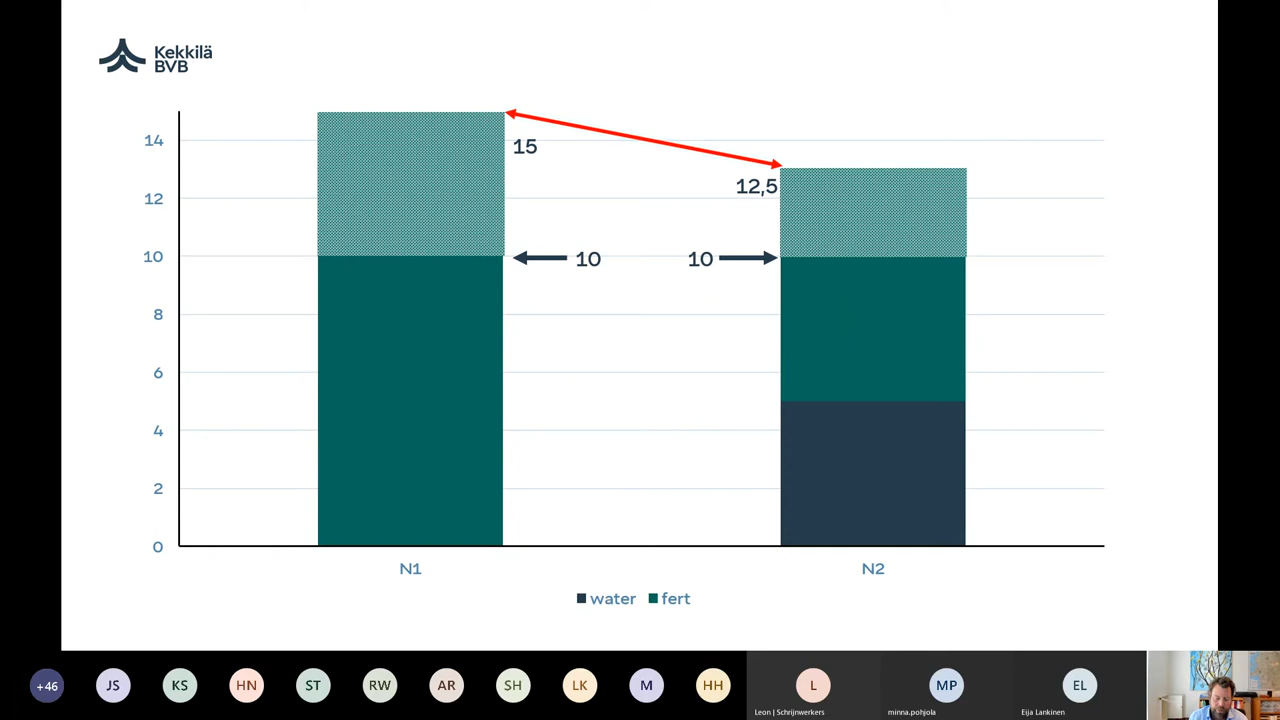 Kekkilä
BVB
14
12
10
8
6
4
2
0
15
12,5
10
10
N1
N2
water
fert
+46
JS
KS
HN
ST
RW
AR
SH
LK
M
HH
L
MP
EL
Leon | Schrijnwerkers
minna.pohjola
Eija Lankinen